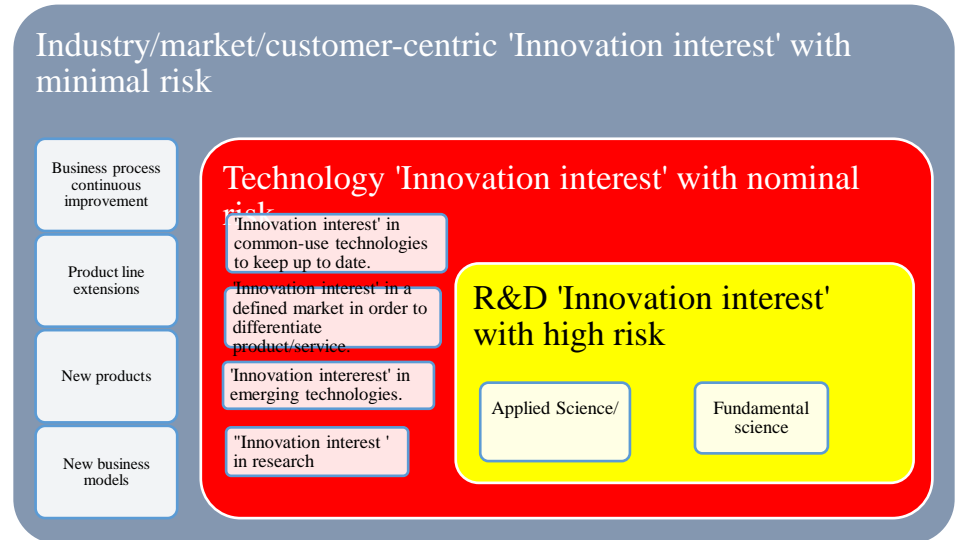 Industry/market/customer-centric 'Innovation interest' with
minimal risk
Business process
continuous
improvement
Product line
extensions
New products
New business
models
Technology 'Innovation interest' with nominal
risk
'Innovation interest' in
common-use technologies
to keep up to date.
'Innovation interest' in a
defined market in order to
differentiate
product/service.
'Innovation intererest' in
emerging technologies.
"Innovation interest '
in research
R&D 'Innovation interest'
with high risk
Applied Science/
Fundamental
science